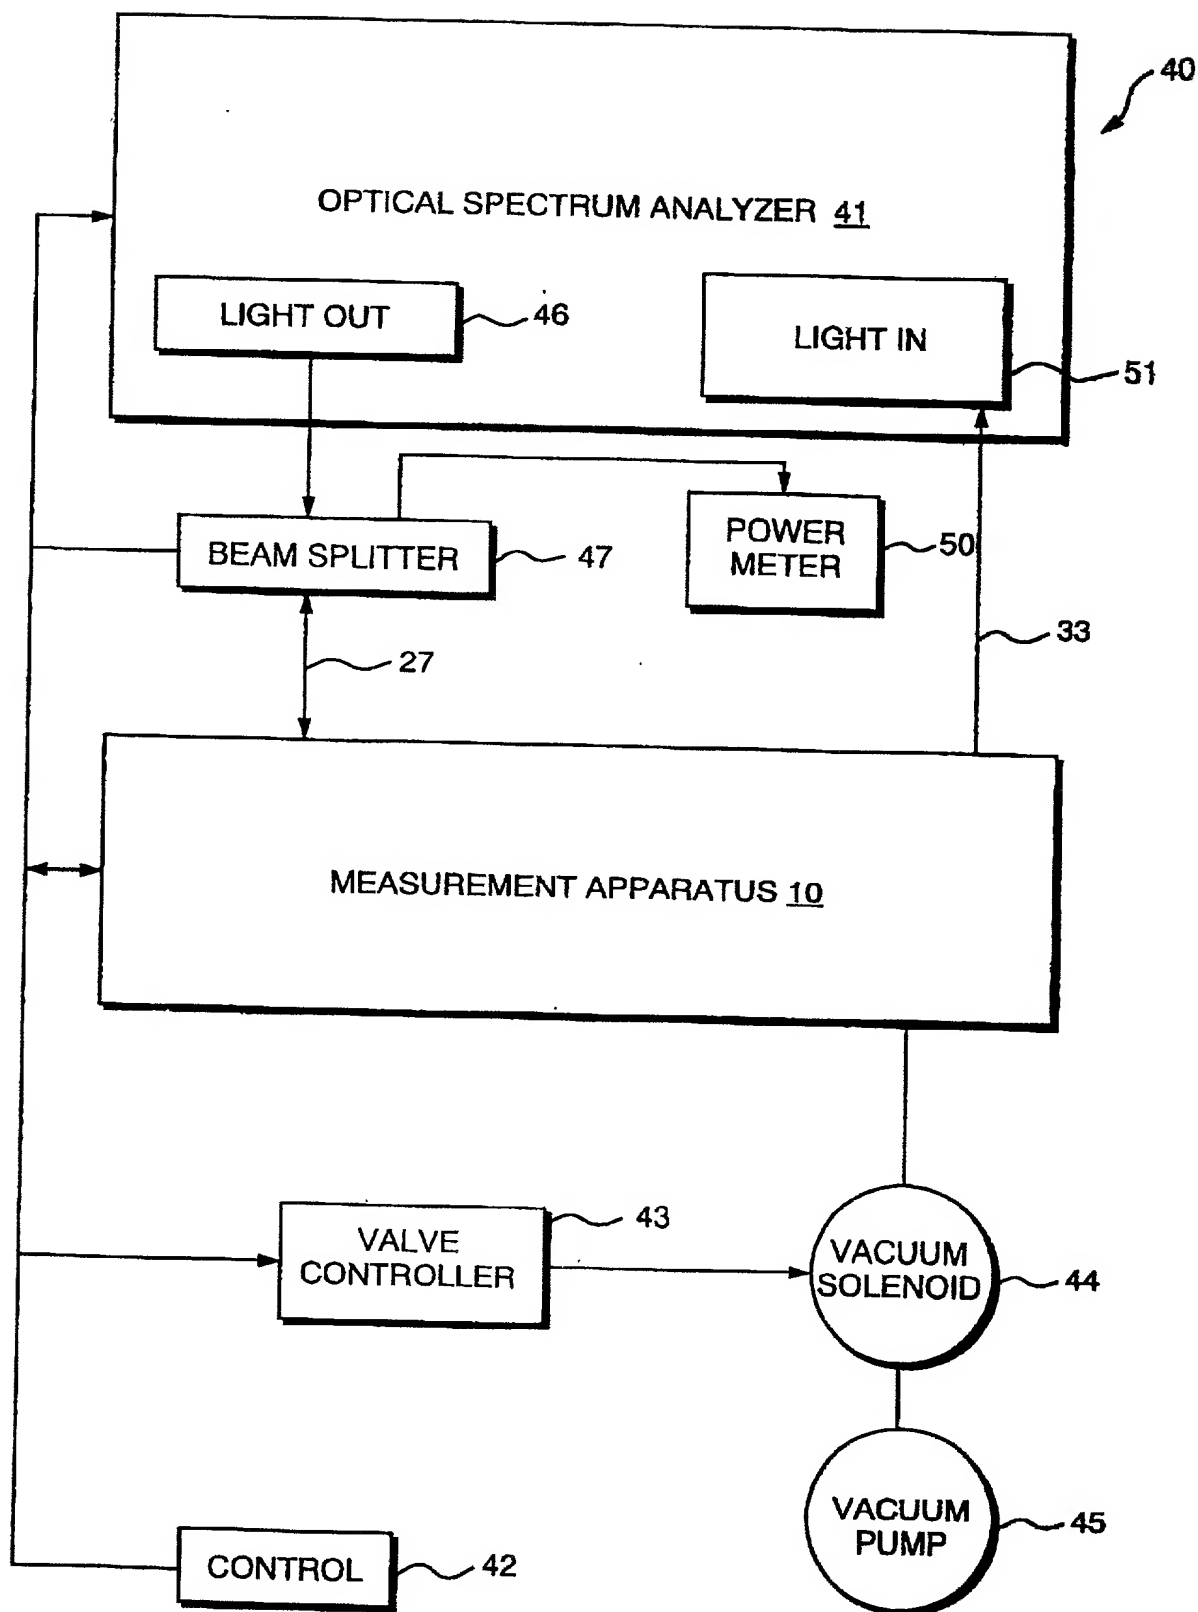 40
OPTICAL SPECTRUM ANALYZER 41
LIGHT OUT
46
LIGHT IN
51
BEAM SPLITTER
47
POWER
METER
50
33
27
MEASUREMENT APPARATUS 10
VALVE
CONTROLLER
43
VACUUM
SOLENOID
44
VACUUM
PUMP
45
CONTROL
42